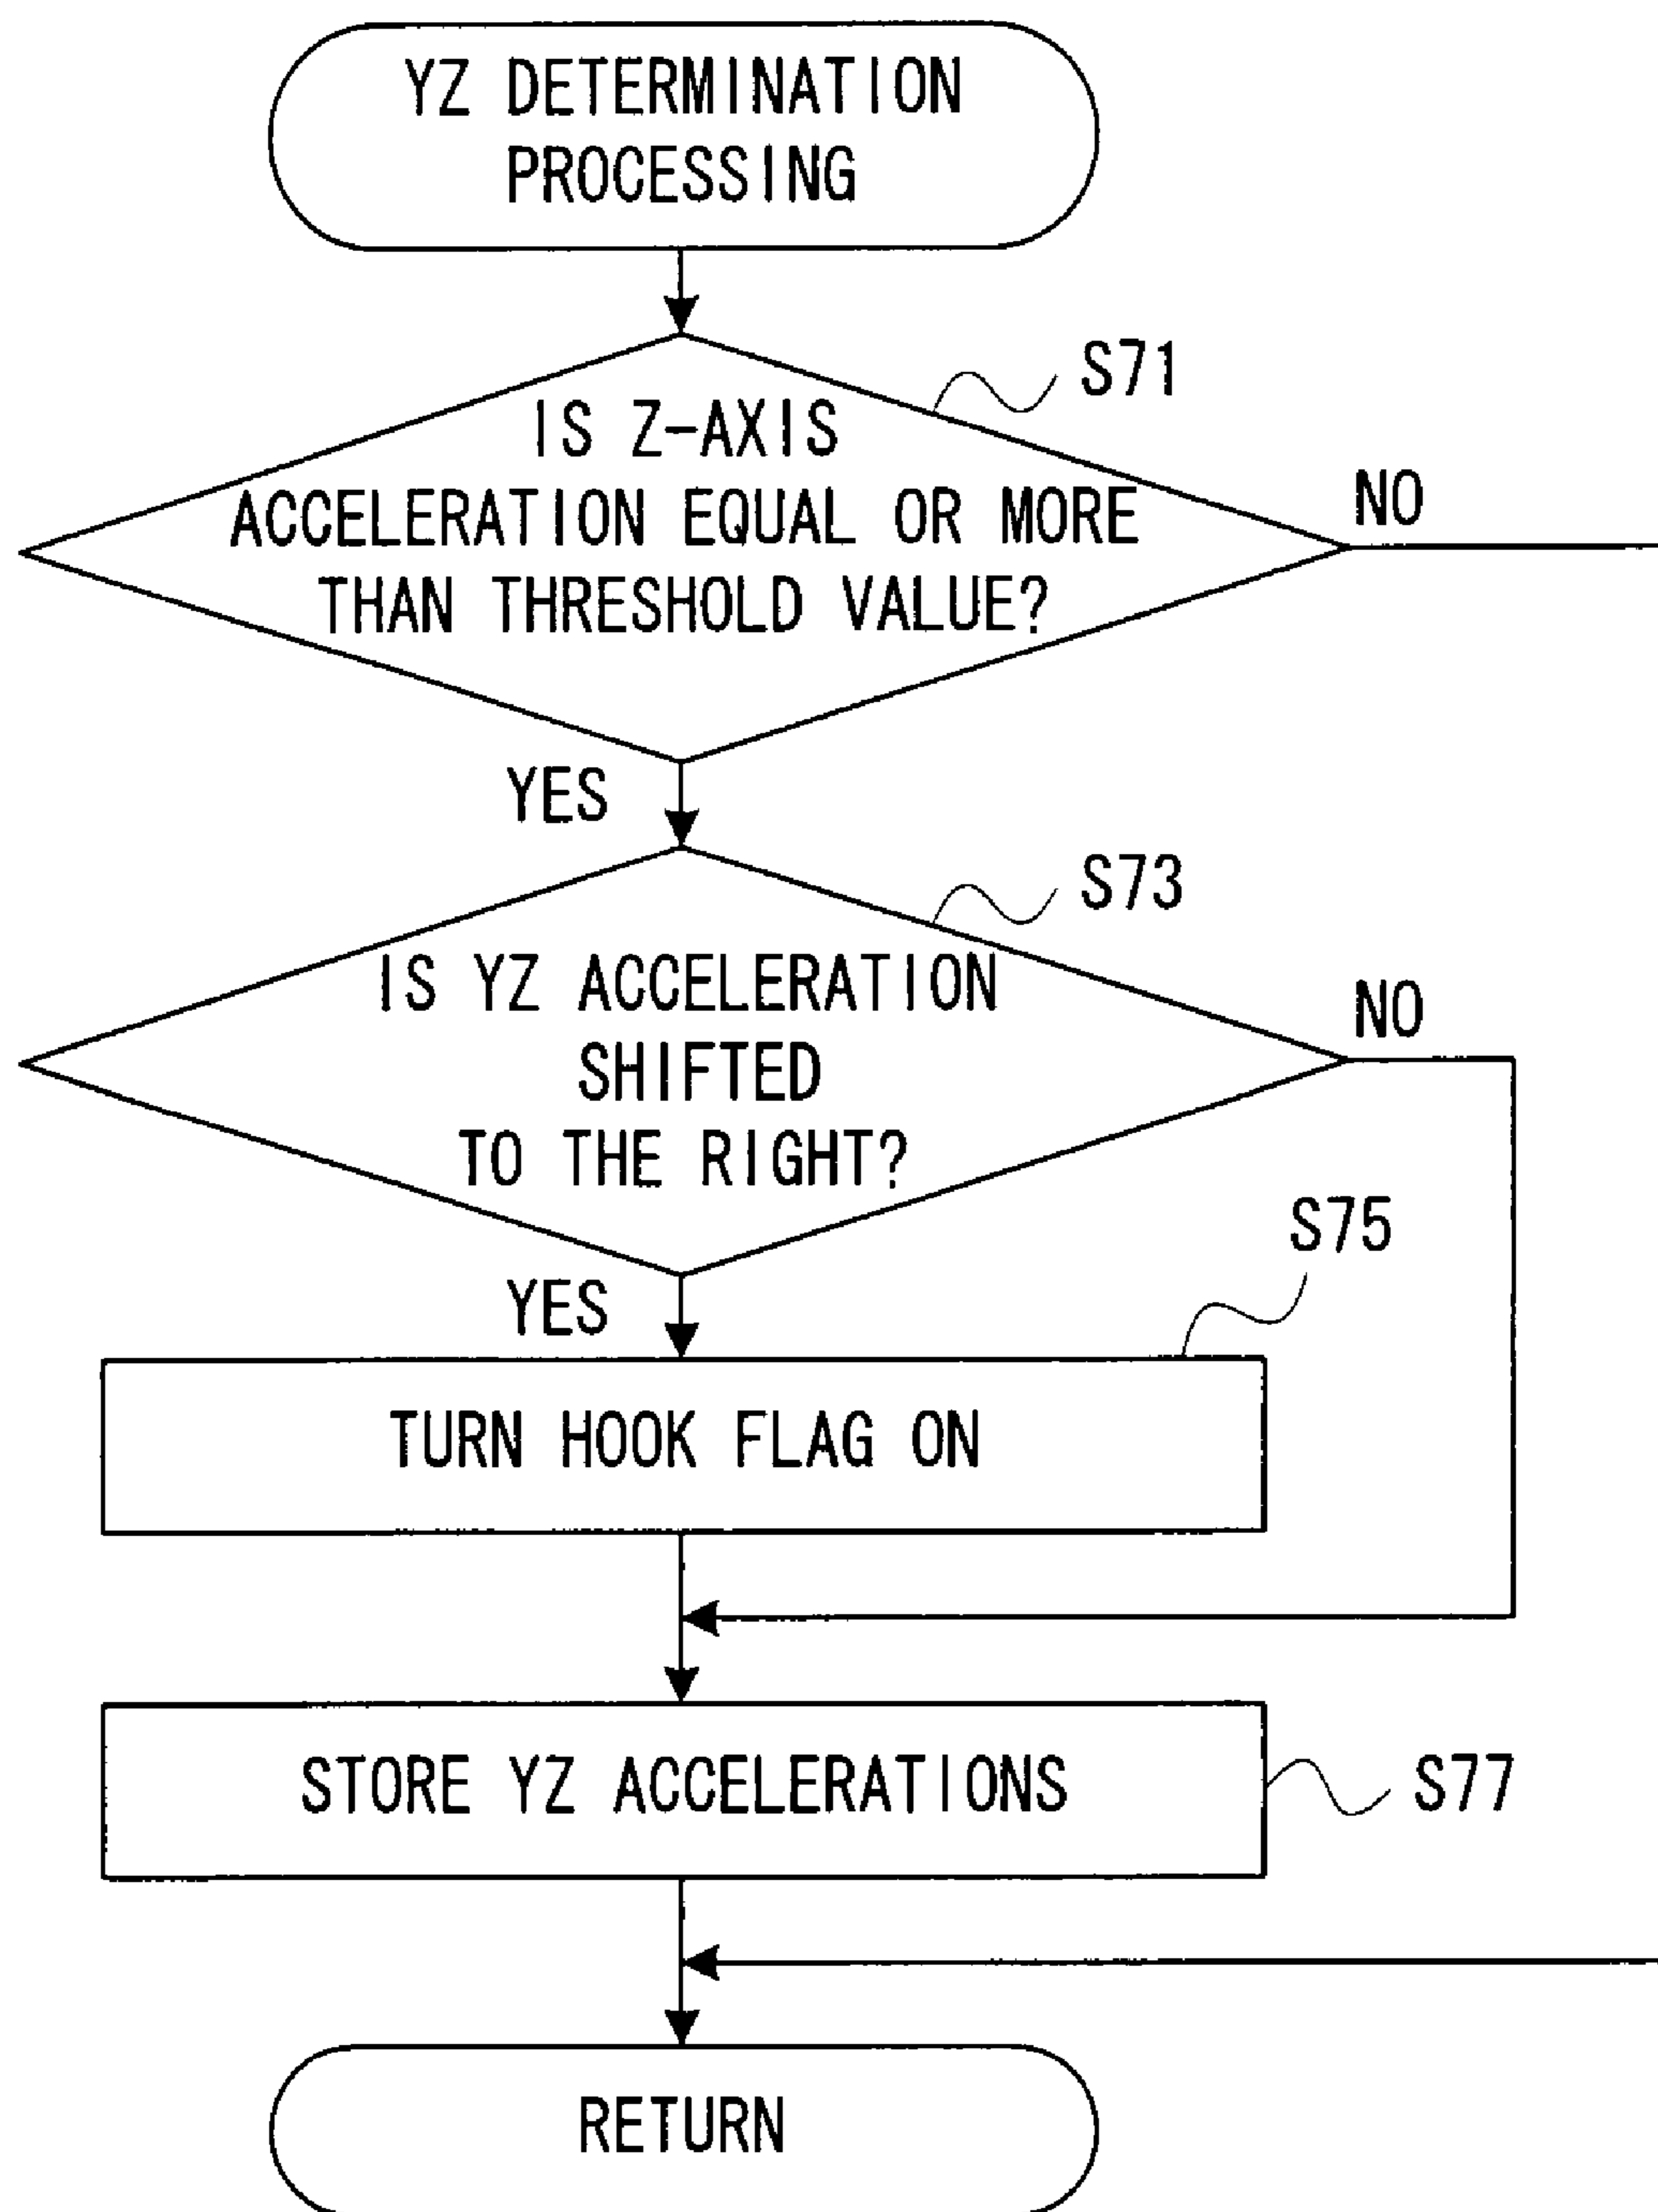 YZ DETERMINATION
PROCESSING
S71
IS Z-AXIS
ACCELERATION EQUAL OR MORE
THAN THRESHOLD VALUE?
NO
YES
S73
IS YZ ACCELERATION
SHIFTED
TO THE RIGHT?
NO
YES
S75
TURN HOOK FLAG ON
STORE YZ ACCELERATIONS
S77
RETURN